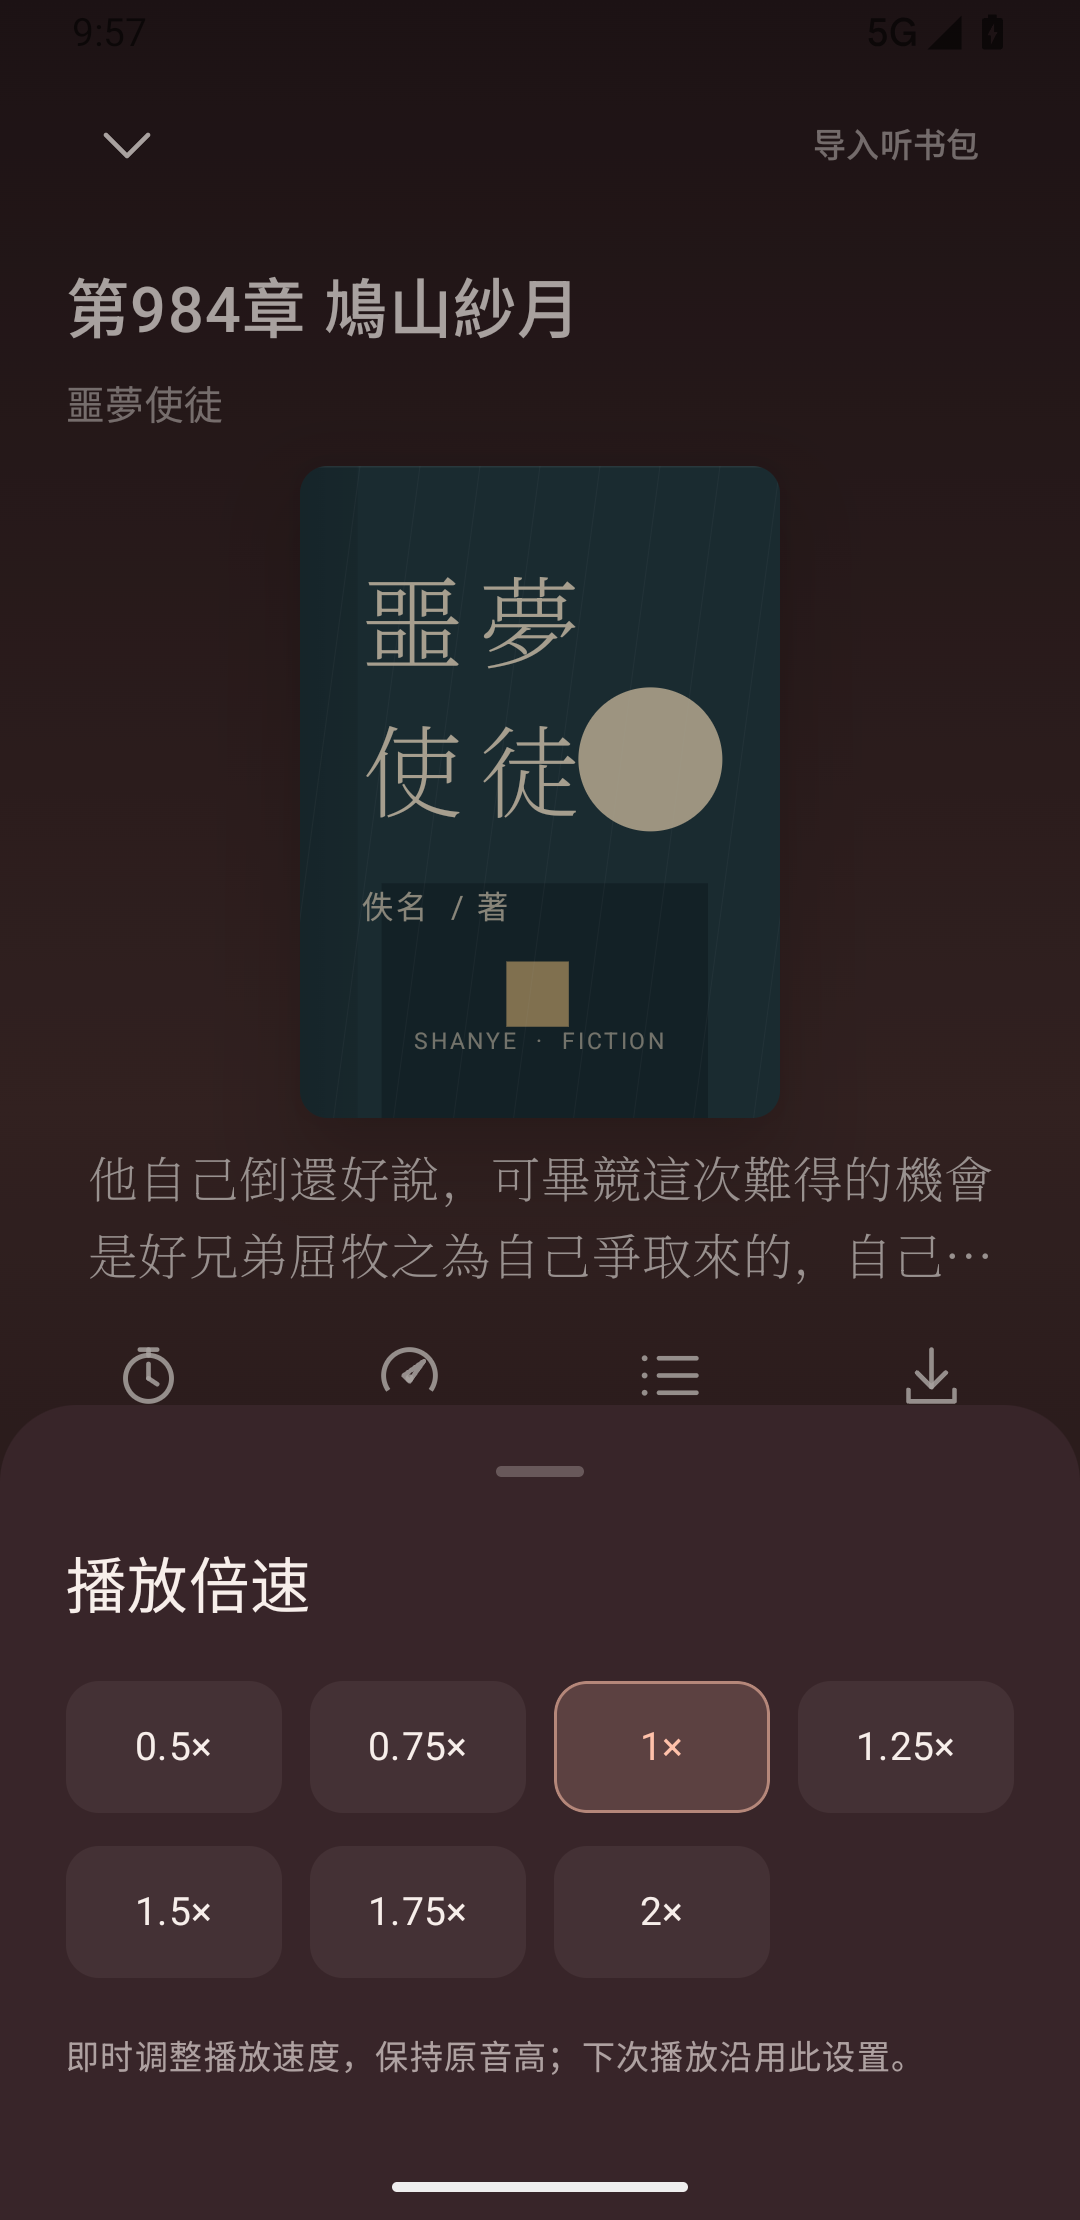 9:57
5G
导入听书包
第984章 鳩山紗月
噩夢使徒
噩夢
使徒
佚名 / 著
SHANYE · FICTION
他自己倒還好說，可畢競這次難得的機會
是好兄弟屈牧之為自己爭取來的，自己…
播放倍速
0.5× 0.75× 1× 1.25×
1.5× 1.75× 2×
即时调整播放速度，保持原音高；下次播放沿用此设置。